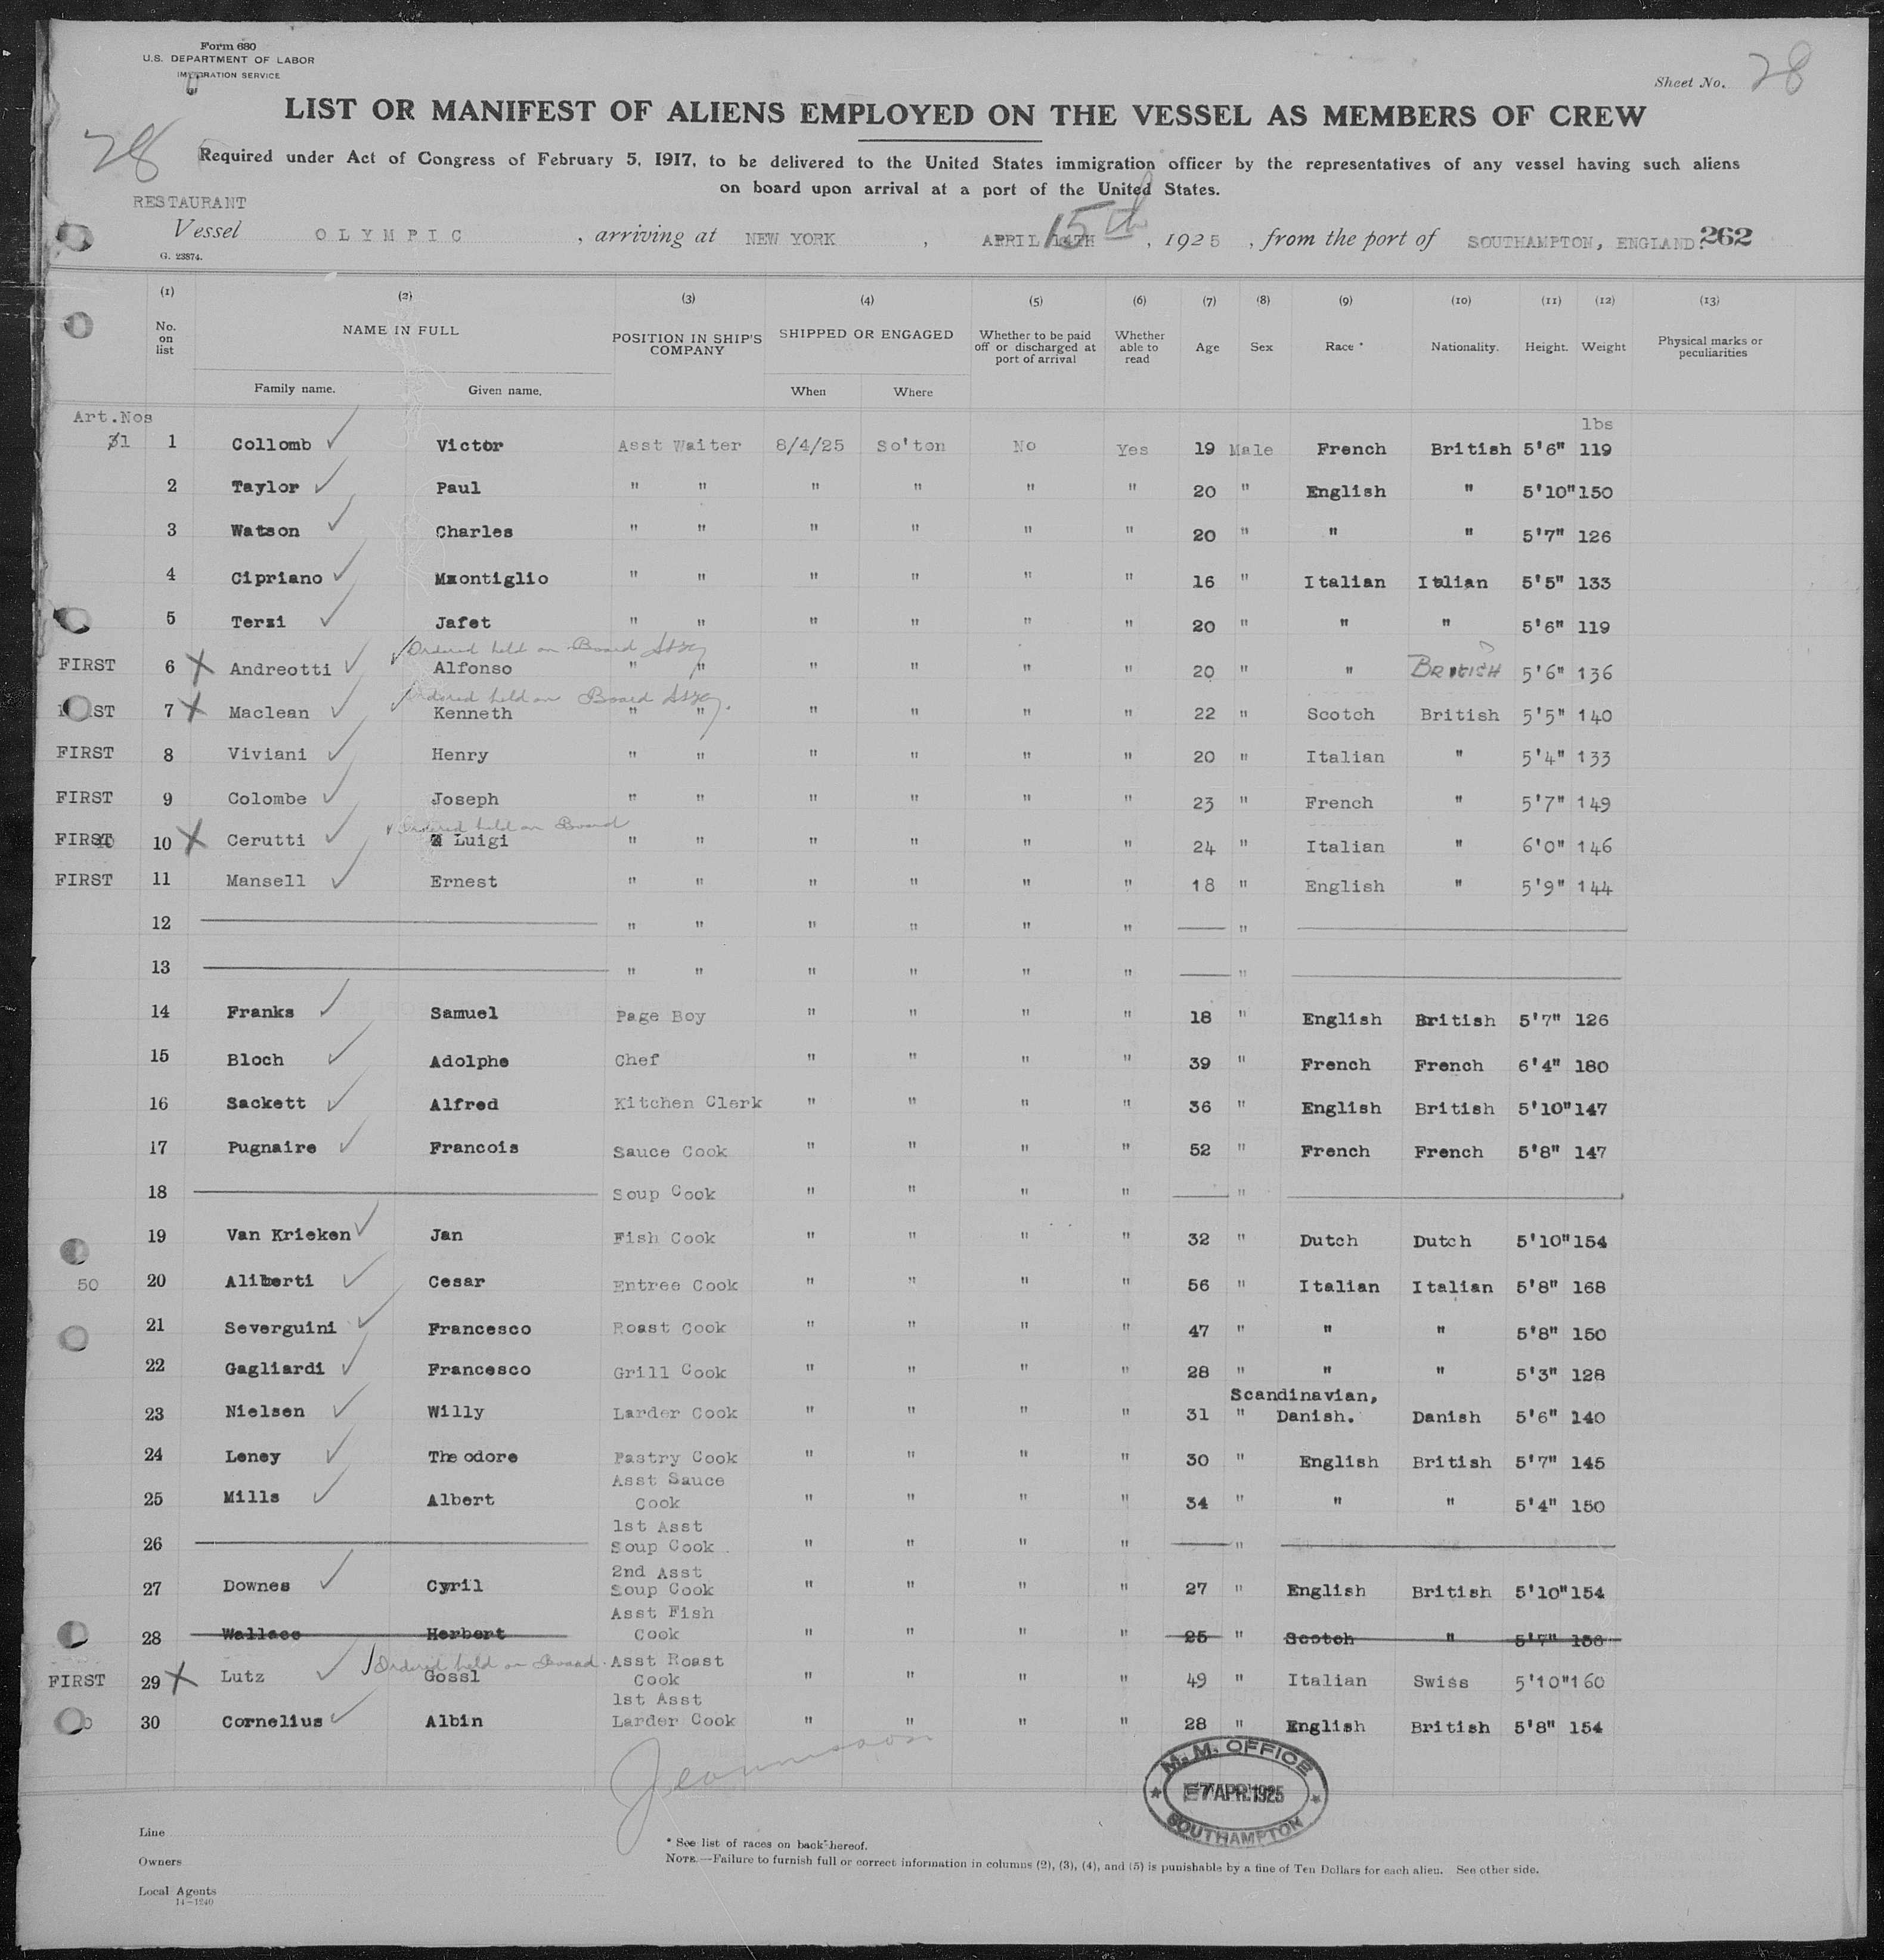 Form 680
U.S. DEPARTMENT OF LABOR
IMMIGRATION SERVICE
Sheet No. 28
LIST OR MANIFEST OF ALIENS EMPLOYED ON THE VESSEL AS MEMBERS OF CREW
28
Required under Act of Congress of February 5, 1917, to be delivered to the United States immigration officer by the representatives of any vessel having such aliens
on board upon arrival at a port of the United States.
RESTAURANT
Vessel OLYMPIC , arriving at NEW YORK , APRIL 14TH 15th , 1925 , from the port of SOUTHAMPTON, ENGLAND. 262
G. 23874.
(1) (2) (3) (4) (5) (6) (7) (8) (9) (10) (11) (12) (13)
No. on list NAME IN FULL POSITION IN SHIP'S COMPANY SHIPPED OR ENGAGED Whether to be paid off or discharged at port of arrival Whether able to read Age Sex Race * Nationality. Height. Weight Physical marks or peculiarities
Family name. Given name. When Where
Art.Nos lbs
31 1 Collomb Victor Asst Waiter 8/4/25 So'ton No Yes 19 Male French British 5'6" 119
2 Taylor Paul " " " " " " 20 " English " 5'10" 150
3 Watson Charles " " " " " " 20 " " " 5'7" 126
4 Cipriano Mxontiglio " " " " " " 16 " Italian Itlian 5'5" 133
5 Terzi Jafet " " " " " " 20 " " " 5'6" 119
Ordered held on Board
FIRST 6 X Andreotti Alfonso " " " " " " 20 " " BRITISH 5'6" 136
Ordered held on Board
7 X Maclean Kenneth " " " " " " 22 " Scotch British 5'5" 140
FIRST 8 Viviani Henry " " " " " " 20 " Italian " 5'4" 133
FIRST 9 Colombe Joseph " " " " " " 23 " French " 5'7" 149
Ordered held on Board
FIRST 10 X Cerutti Luigi " " " " " " 24 " Italian " 6'0" 146
FIRST 11 Mansell Ernest " " " " " " 18 " English " 5'9" 144
12 " " " " " " "
13 " " " " " " "
14 Franks Samuel Page Boy " " " " 18 " English British 5'7" 126
15 Bloch Adolphe Chef " " " " 39 " French French 6'4" 180
16 Sackett Alfred Kitchen Clerk " " " " 36 " English British 5'10" 147
17 Pugnaire Francois Sauce Cook " " " " 52 " French French 5'8" 147
18 Soup Cook " " " " "
19 Van Krieken Jan Fish Cook " " " " 32 " Dutch Dutch 5'10" 154
50 20 Aliberti Cesar Entree Cook " " " " 56 " Italian Italian 5'8" 168
21 Severguini Francesco Roast Cook " " " " 47 " " " 5'8" 150
22 Gagliardi Francesco Grill Cook " " " " 28 " " " 5'3" 128
Scandinavian,
23 Nielsen Willy Larder Cook " " " " 31 " Danish. Danish 5'6" 140
24 Leney Theodore Pastry Cook " " " " 30 " English British 5'7" 145
Asst Sauce
25 Mills Albert Cook " " " " 34 " " " 5'4" 150
1st Asst
26 Soup Cook " " " " "
2nd Asst
27 Downes Cyril Soup Cook " " " " 27 " English British 5'10" 154
Asst Fish
28 Wallace Herbert Cook " " " " 25 " Scotch " 5'7"
Ordered held on Board. Asst Roast
FIRST 29 X Lutz Gossl Cook " " " " 49 " Italian Swiss 5'10" 160
1st Asst
30 Cornelius Albin Larder Cook " " " " 28 " English British 5'8" 154
M.M. OFFICE
7 APR 1925
SOUTHAMPTON
Line
* See list of races on back hereof.
Owners
NOTE.—Failure to furnish full or correct information in columns (2), (3), (4), and (5) is punishable by a fine of Ten Dollars for each alien. See other side.
Local Agents
14—1240